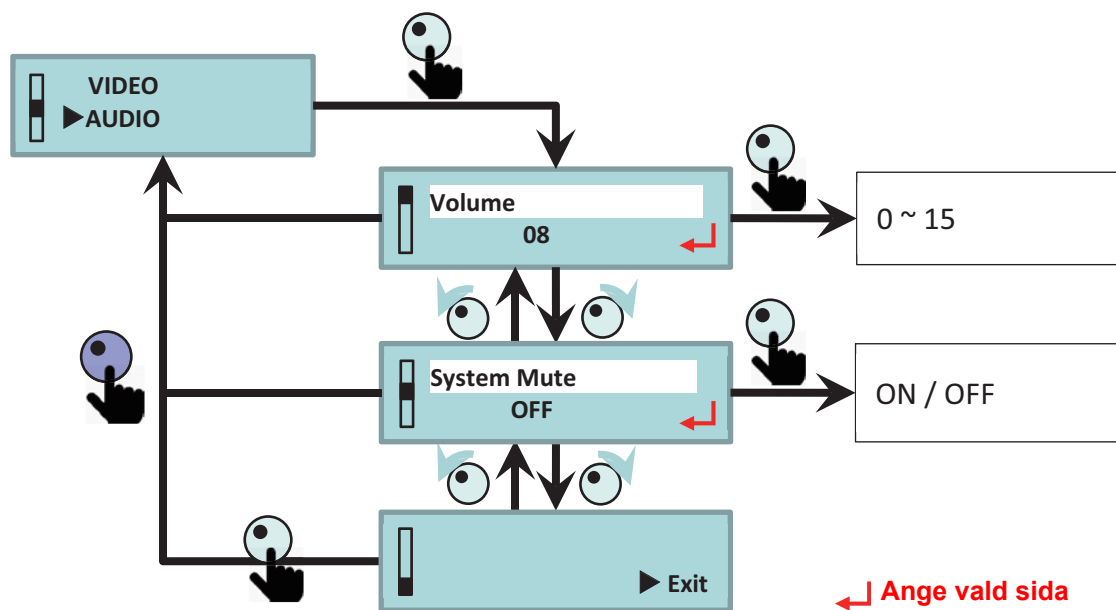 VIDEO
▶AUDIO
Volume
08
0 ~ 15
System Mute
OFF
ON / OFF
▶ Exit
Ange vald sida